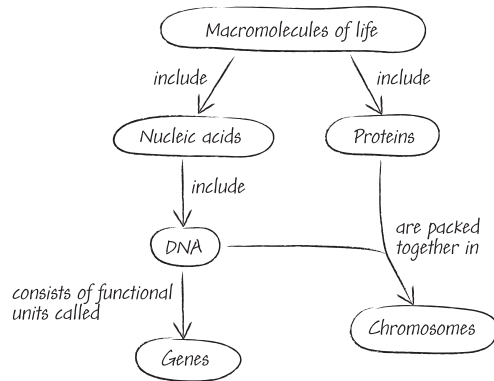 Macromolecules of life
include
include
Nucleic acids
Proteins
include
are packed
together in
DNA
consists of functional
units called
Chromosomes
Genes